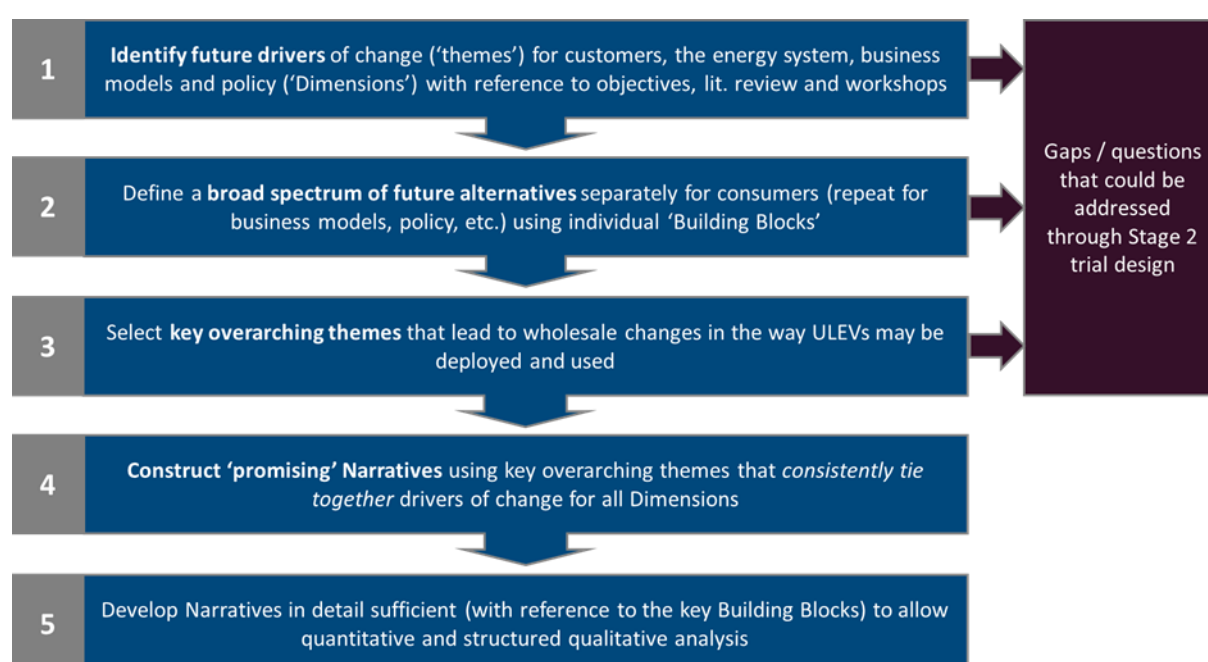 1
Identify future drivers of change (‘themes’) for customers, the energy system, business
models and policy (‘Dimensions’) with reference to objectives, lit. review and workshops
2
Define a broad spectrum of future alternatives separately for consumers (repeat for
business models, policy, etc.) using individual ‘Building Blocks’
3
Select key overarching themes that lead to wholesale changes in the way ULEVs may be
deployed and used
4
Construct ‘promising’ Narratives using key overarching themes that consistently tie
together drivers of change for all Dimensions
5
Develop Narratives in detail sufficient (with reference to the key Building Blocks) to allow
quantitative and structured qualitative analysis
Gaps / questions
that could be
addressed
through Stage 2
trial design